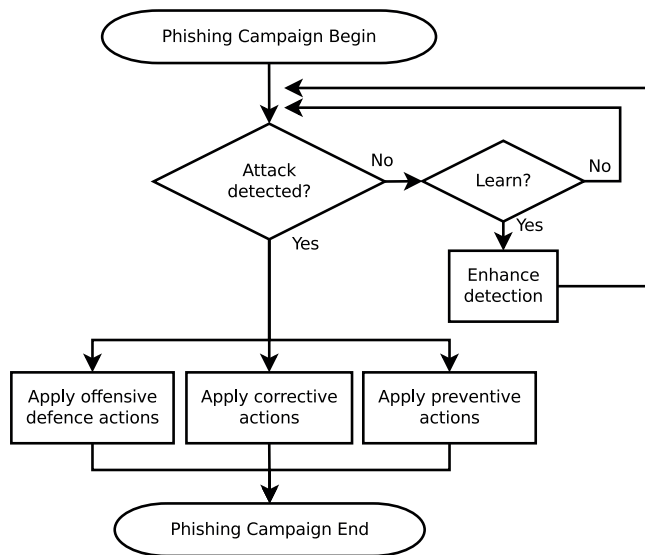 Phishing Campaign Begin
Attack
detected?
No
Learn?
No
Yes
Yes
Enhance
detection
Apply offensive
defence actions
Apply corrective
actions
Apply preventive
actions
Phishing Campaign End